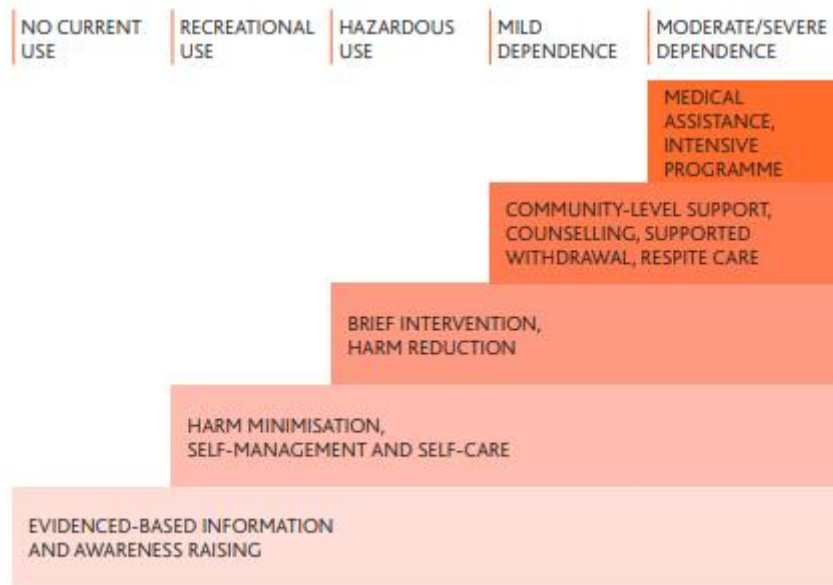 NO CURRENT
USE
RECREATIONAL
USE
HAZARDOUS
USE
MILD
DEPENDENCE
MODERATE/SEVERE
DEPENDENCE
MEDICAL
ASSISTANCE,
INTENSIVE
PROGRAMME
COMMUNITY-LEVEL SUPPORT,
COUNSELLING, SUPPORTED
WITHDRAWAL, RESPITE CARE
BRIEF INTERVENTION,
HARM REDUCTION
HARM MINIMISATION,
SELF-MANAGEMENT AND SELF-CARE
EVIDENCED-BASED INFORMATION
AND AWARENESS RAISING